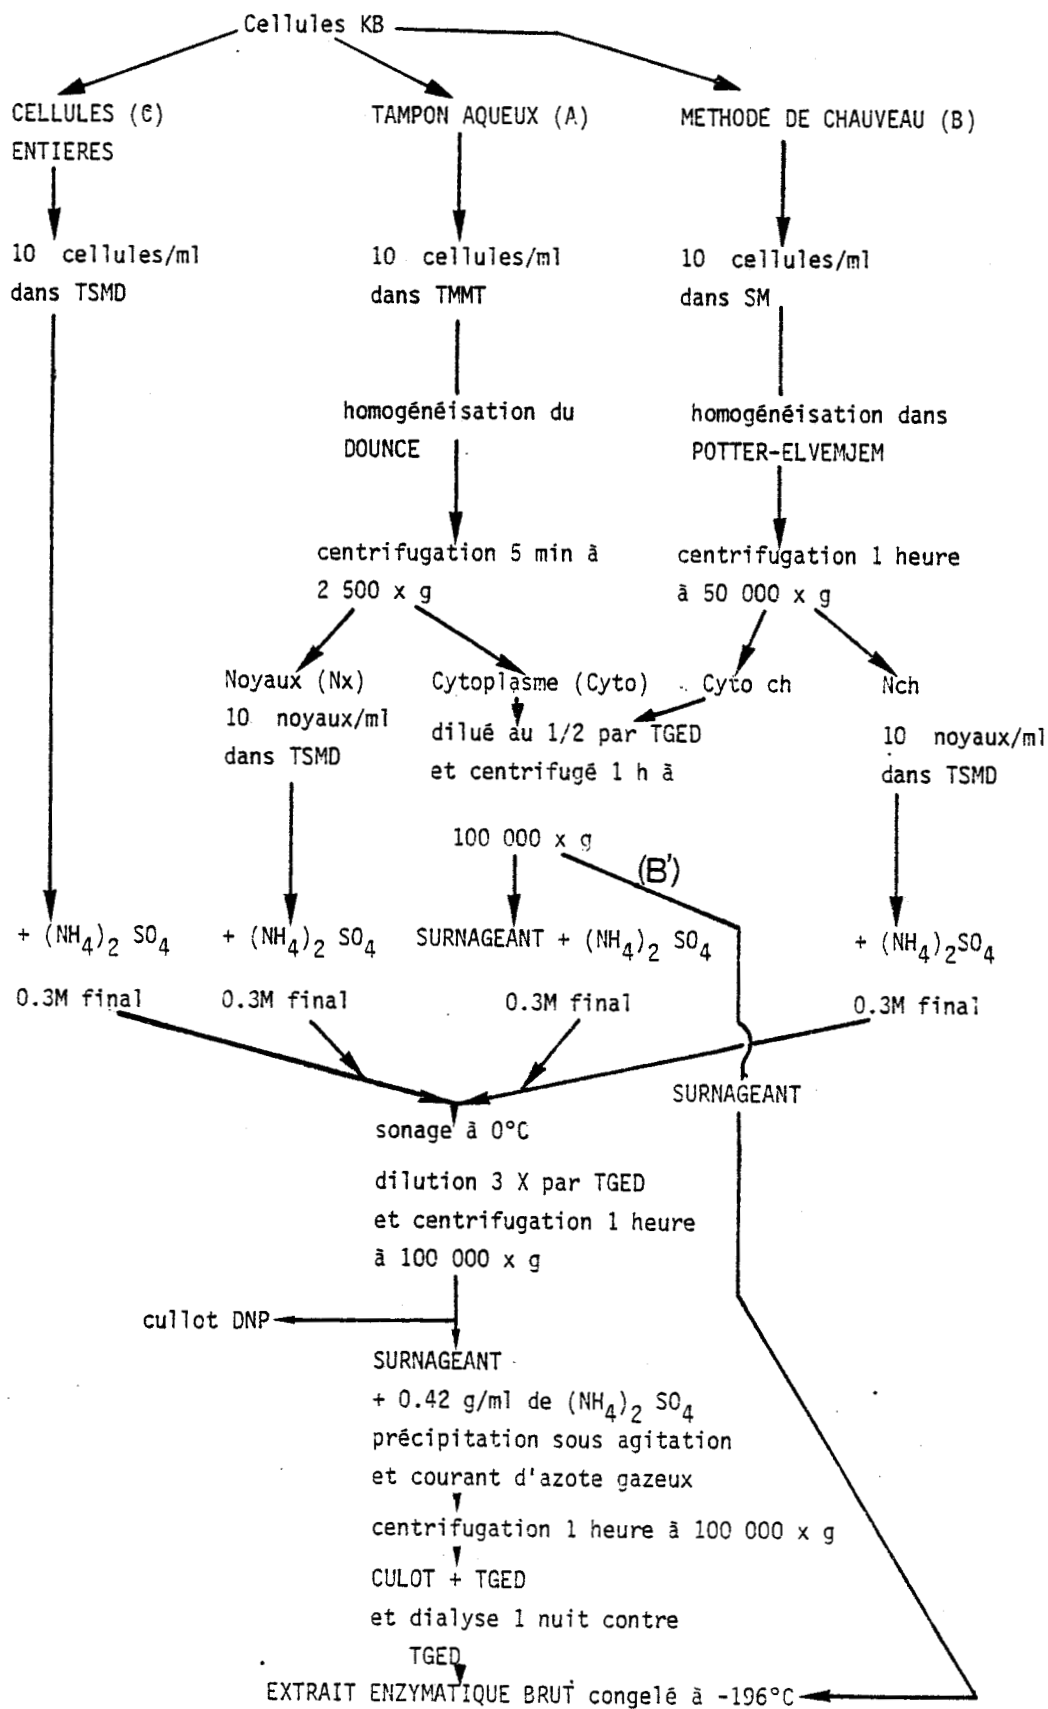 Cellules KB
CELLULES (C)
ENTIERES
TAMPON AQUEUX (A)
METHODE DE CHAUVEAU (B)
10 cellules/ml
dans TSMD
10 cellules/ml
dans TMMT
10 cellules/ml
dans SM
homogénéisation du
DOUNCE
homogénéisation dans
POTTER-ELVEMJEM
centrifugation 5 min à
2 500 x g
centrifugation 1 heure
à 50 000 x g
Noyaux (Nx)
10 noyaux/ml
dans TSMD
Cytoplasme (Cyto)
Cyto ch
dilué au 1/2 par TGED
et centrifugé 1 h à
100 000 x g
Nch
10 noyaux/ml
dans TSMD
(B')
+ (NH4)2 SO4
0.3M final
+ (NH4)2 SO4
0.3M final
SURNAGEANT + (NH4)2 SO4
0.3M final
+ (NH4)2SO4
0.3M final
SURNAGEANT
sonage à 0°C
dilution 3 X par TGED
et centrifugation 1 heure
à 100 000 x g
cullot DNP
SURNAGEANT
+ 0.42 g/ml de (NH4)2 SO4
précipitation sous agitation
et courant d'azote gazeux
centrifugation 1 heure à 100 000 x g
CULOT + TGED
et dialyse 1 nuit contre
TGED
EXTRAIT ENZYMATIQUE BRUT congelé à -196°C